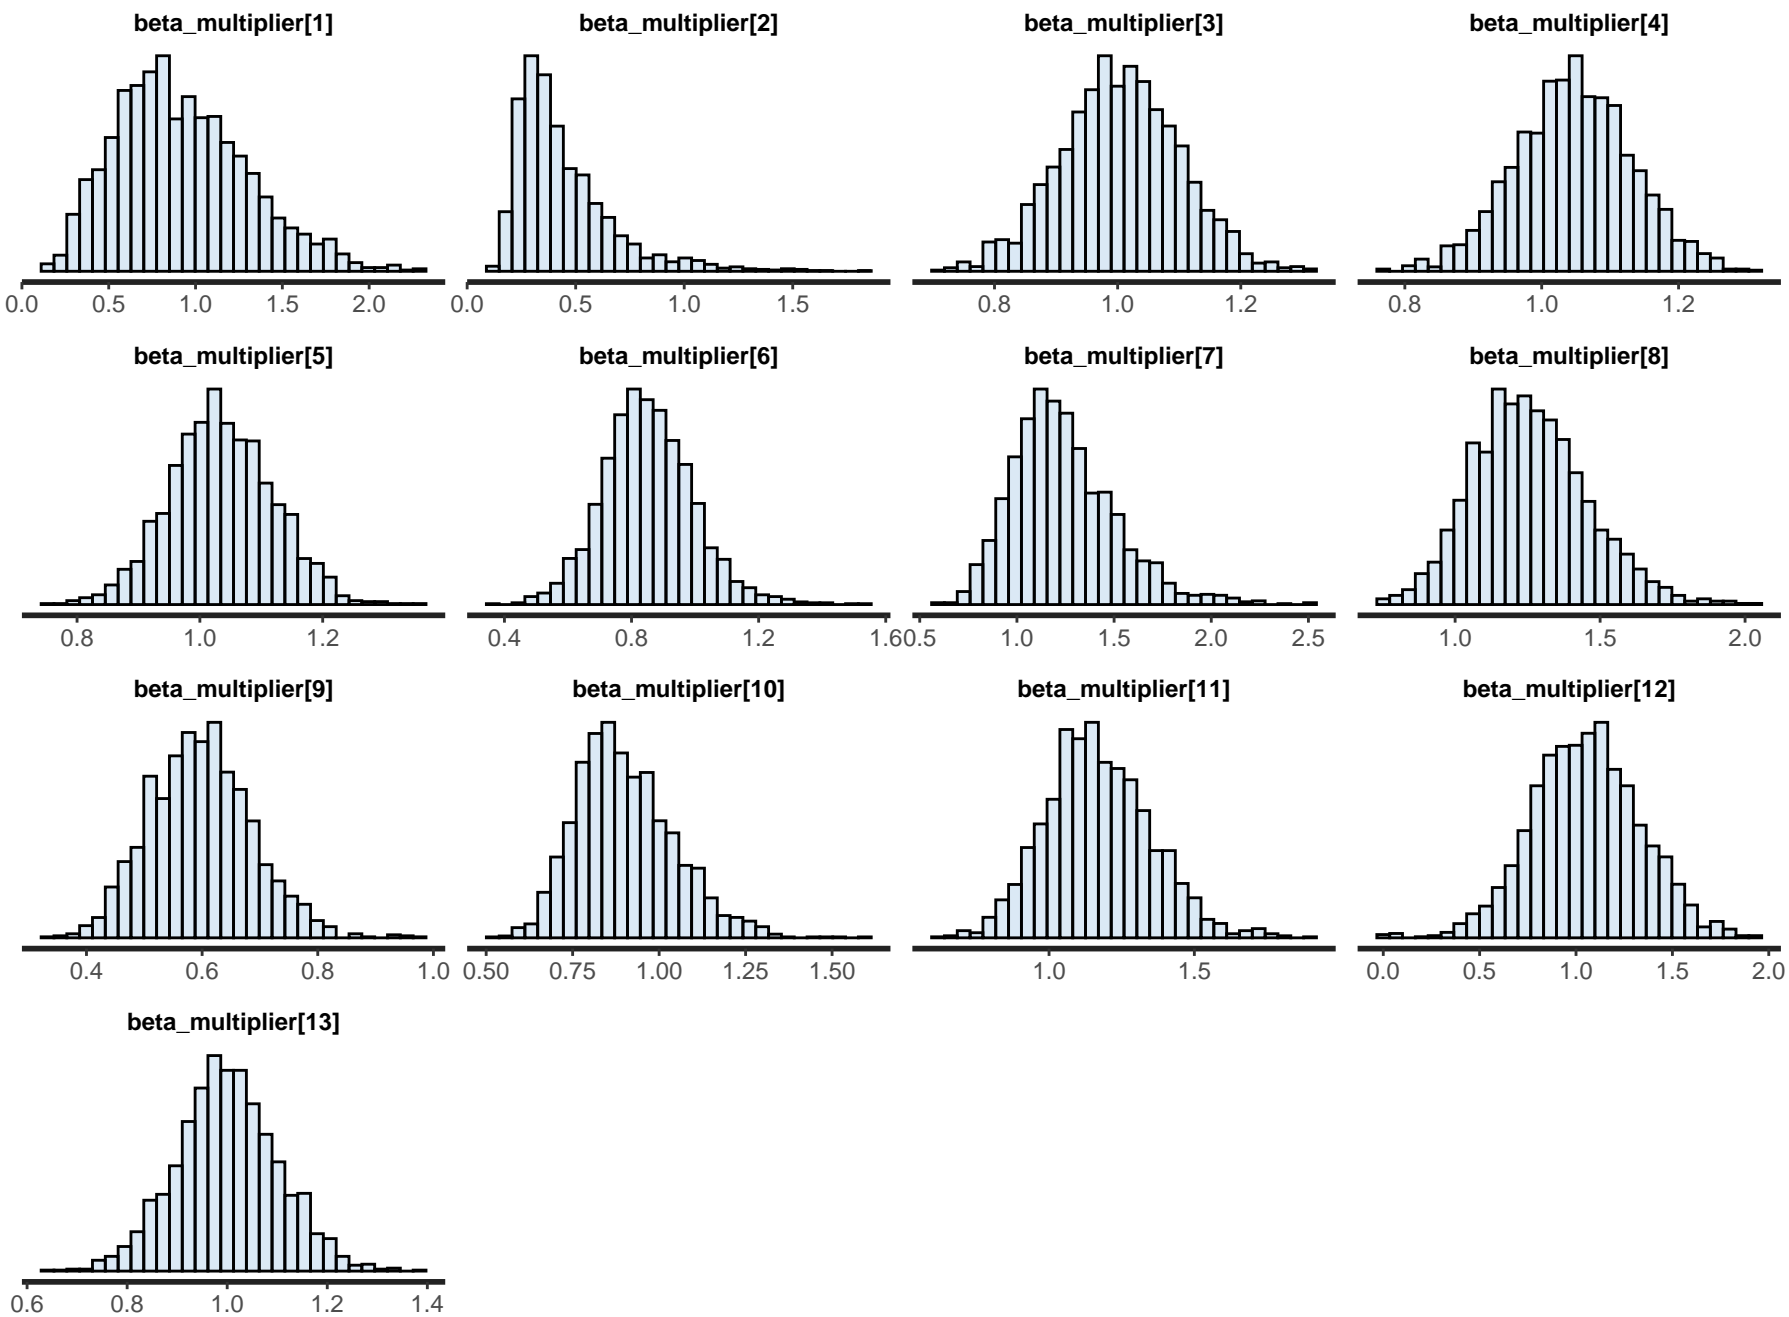 beta_multiplier[1] beta_multiplier[2] beta_multiplier[3] beta_multiplier[4]
0.0 0.5 1.0 1.5 2.0 0.0 0.5 1.0 1.5 0.8 1.0 1.2 0.8 1.0 1.2
beta_multiplier[5] beta_multiplier[6] beta_multiplier[7] beta_multiplier[8]
0.8 1.0 1.2 0.4 0.8 1.2 1.6 0.5 1.0 1.5 2.0 2.5 1.0 1.5 2.0
beta_multiplier[9] beta_multiplier[10] beta_multiplier[11] beta_multiplier[12]
0.4 0.6 0.8 1.0 0.50 0.75 1.00 1.25 1.50 1.0 1.5 0.0 0.5 1.0 1.5 2.0
beta_multiplier[13]
0.6 0.8 1.0 1.2 1.4